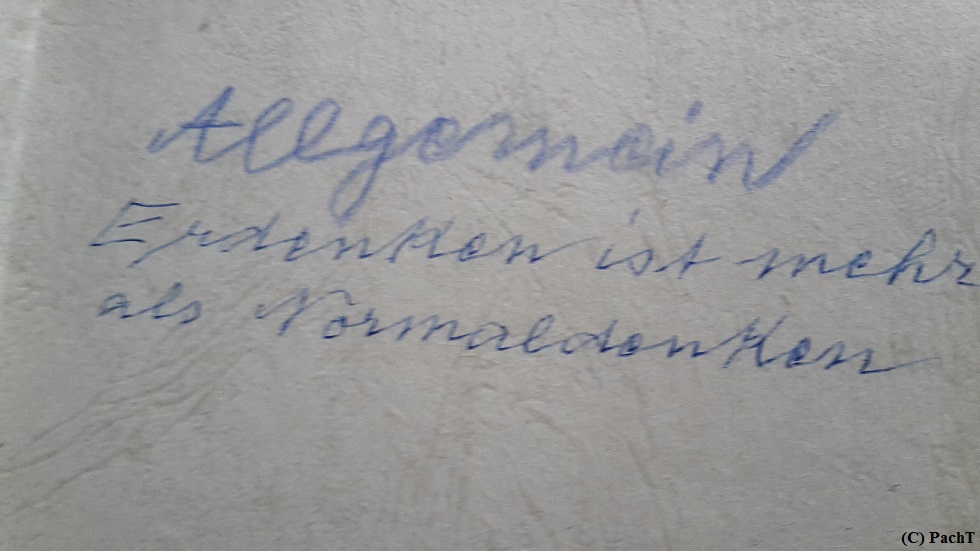 Allgemein
Erdenken ist mehr
als Normaldenken
(C) PachT